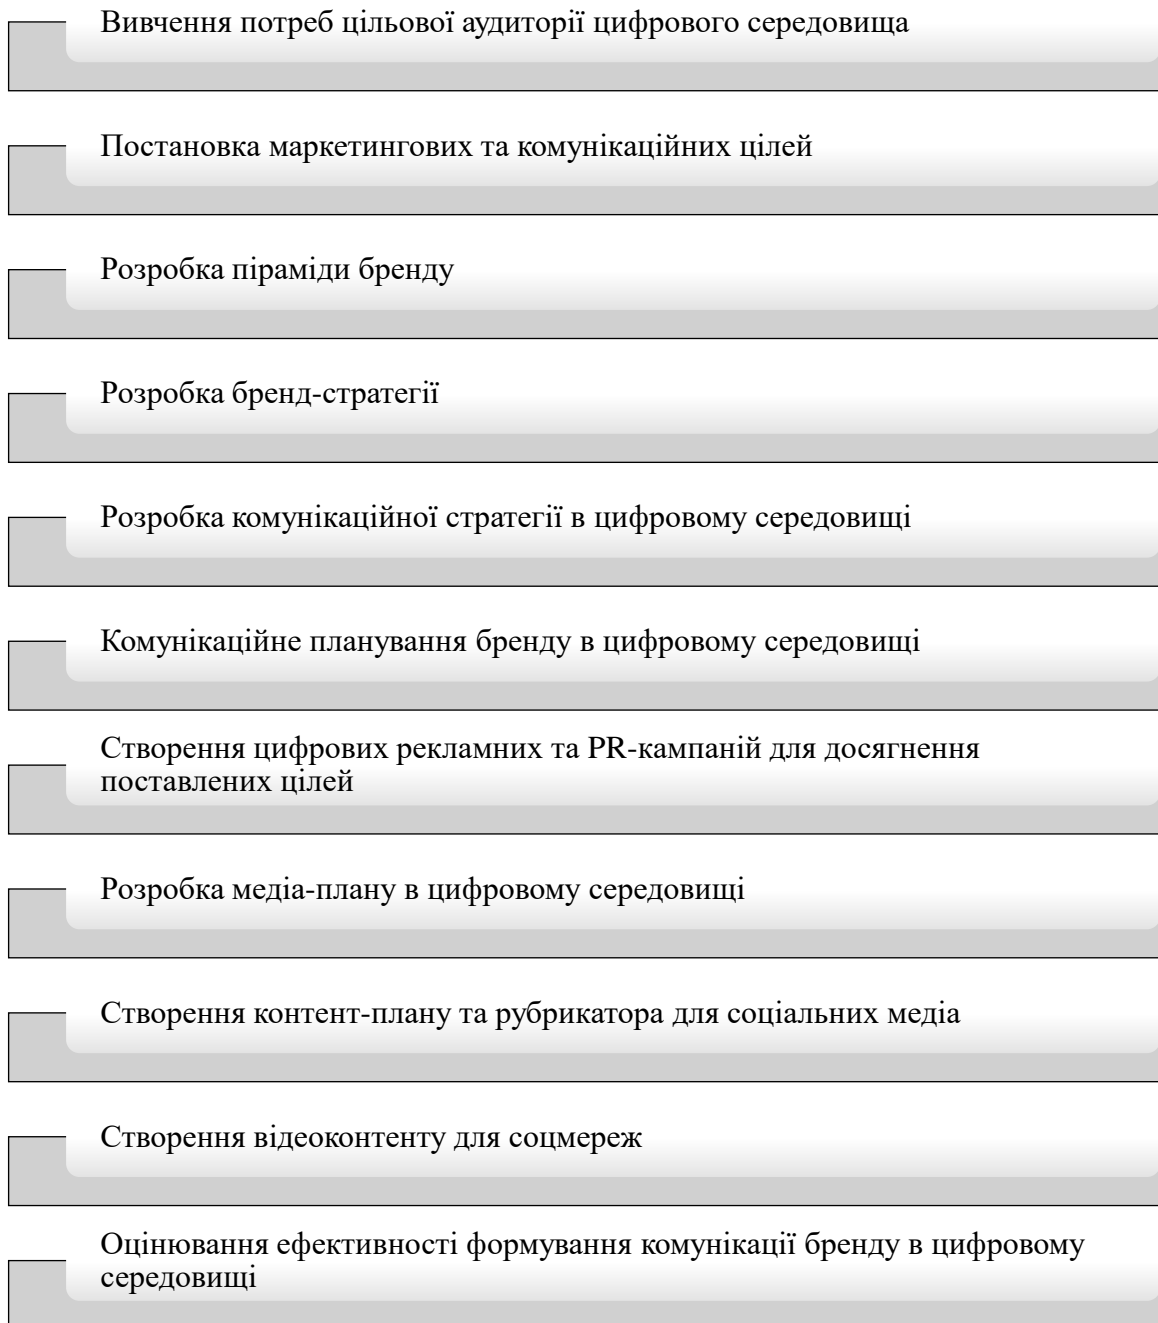 Вивчення потреб цільової аудиторії цифрового середовища
Постановка маркетингових та комунікаційних цілей
Розробка піраміди бренду
Розробка бренд-стратегії
Розробка комунікаційної стратегії в цифровому середовищі
Комунікаційне планування бренду в цифровому середовищі
Створення цифрових рекламних та PR-кампаній для досягнення
поставлених цілей
Розробка медіа-плану в цифровому середовищі
Створення контент-плану та рубрикатора для соціальних медіа
Створення відеоконтенту для соцмереж
Оцінювання ефективності формування комунікації бренду в цифровому
середовищі